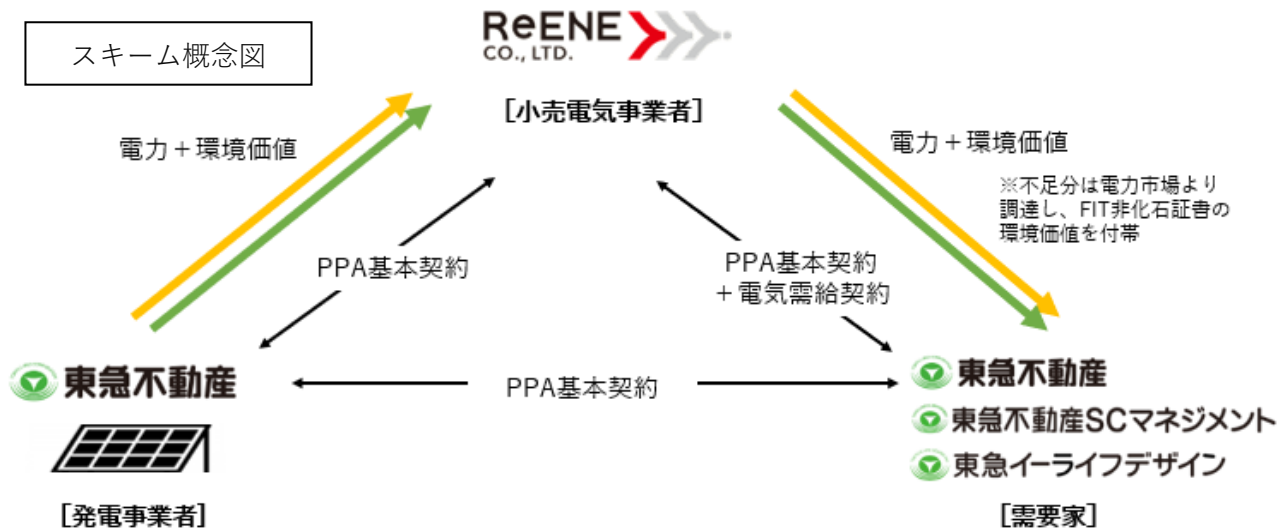 スキーム概念図
ReENE
CO., LTD.
[小売電気事業者]
電力+環境価値
電力+環境価値
※不足分は電力市場より
調達し、FIT非化石証書の
環境価値を付帯
PPA基本契約
PPA基本契約
+電気需給契約
東急不動産
PPA基本契約
東急不動産
東急不動産SCマネジメント
東急イーライフデザイン
[発電事業者]
[需要家]